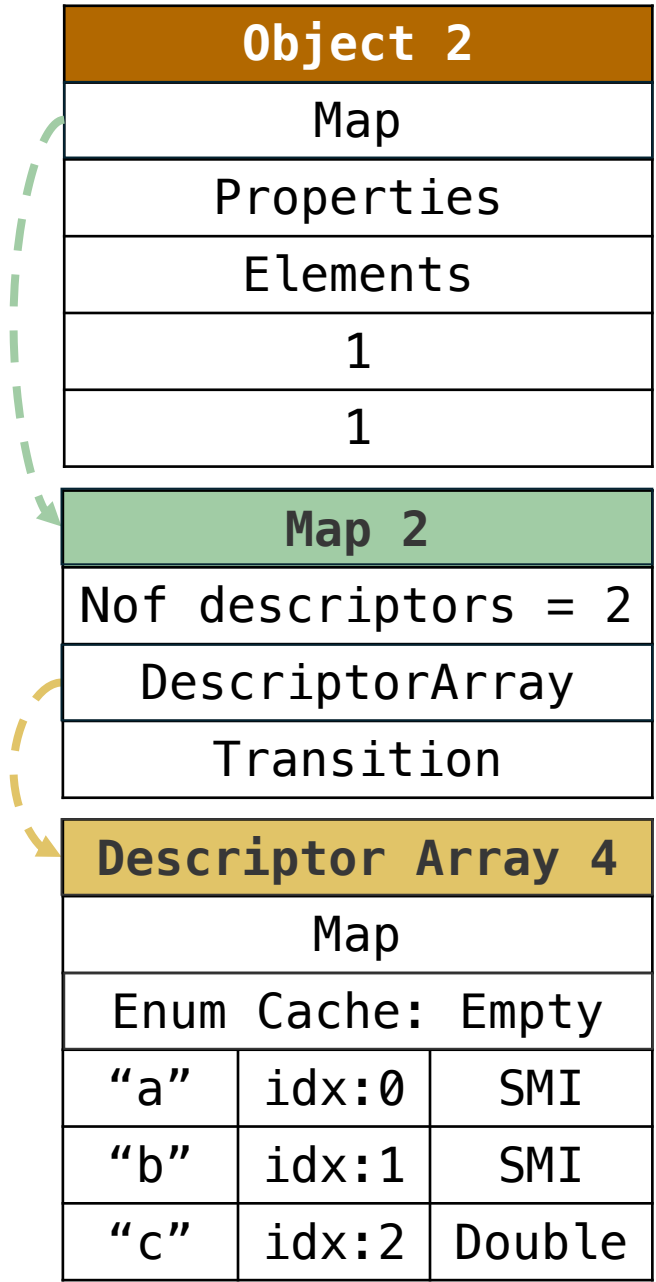 Object 2
Map
Properties
Elements
1
1
Map 2
Nof descriptors = 2
DescriptorArray
Transition
Descriptor Array 4
Map
Enum Cache: Empty
“a” idx:0 SMI
“b” idx:1 SMI
“c” idx:2 Double